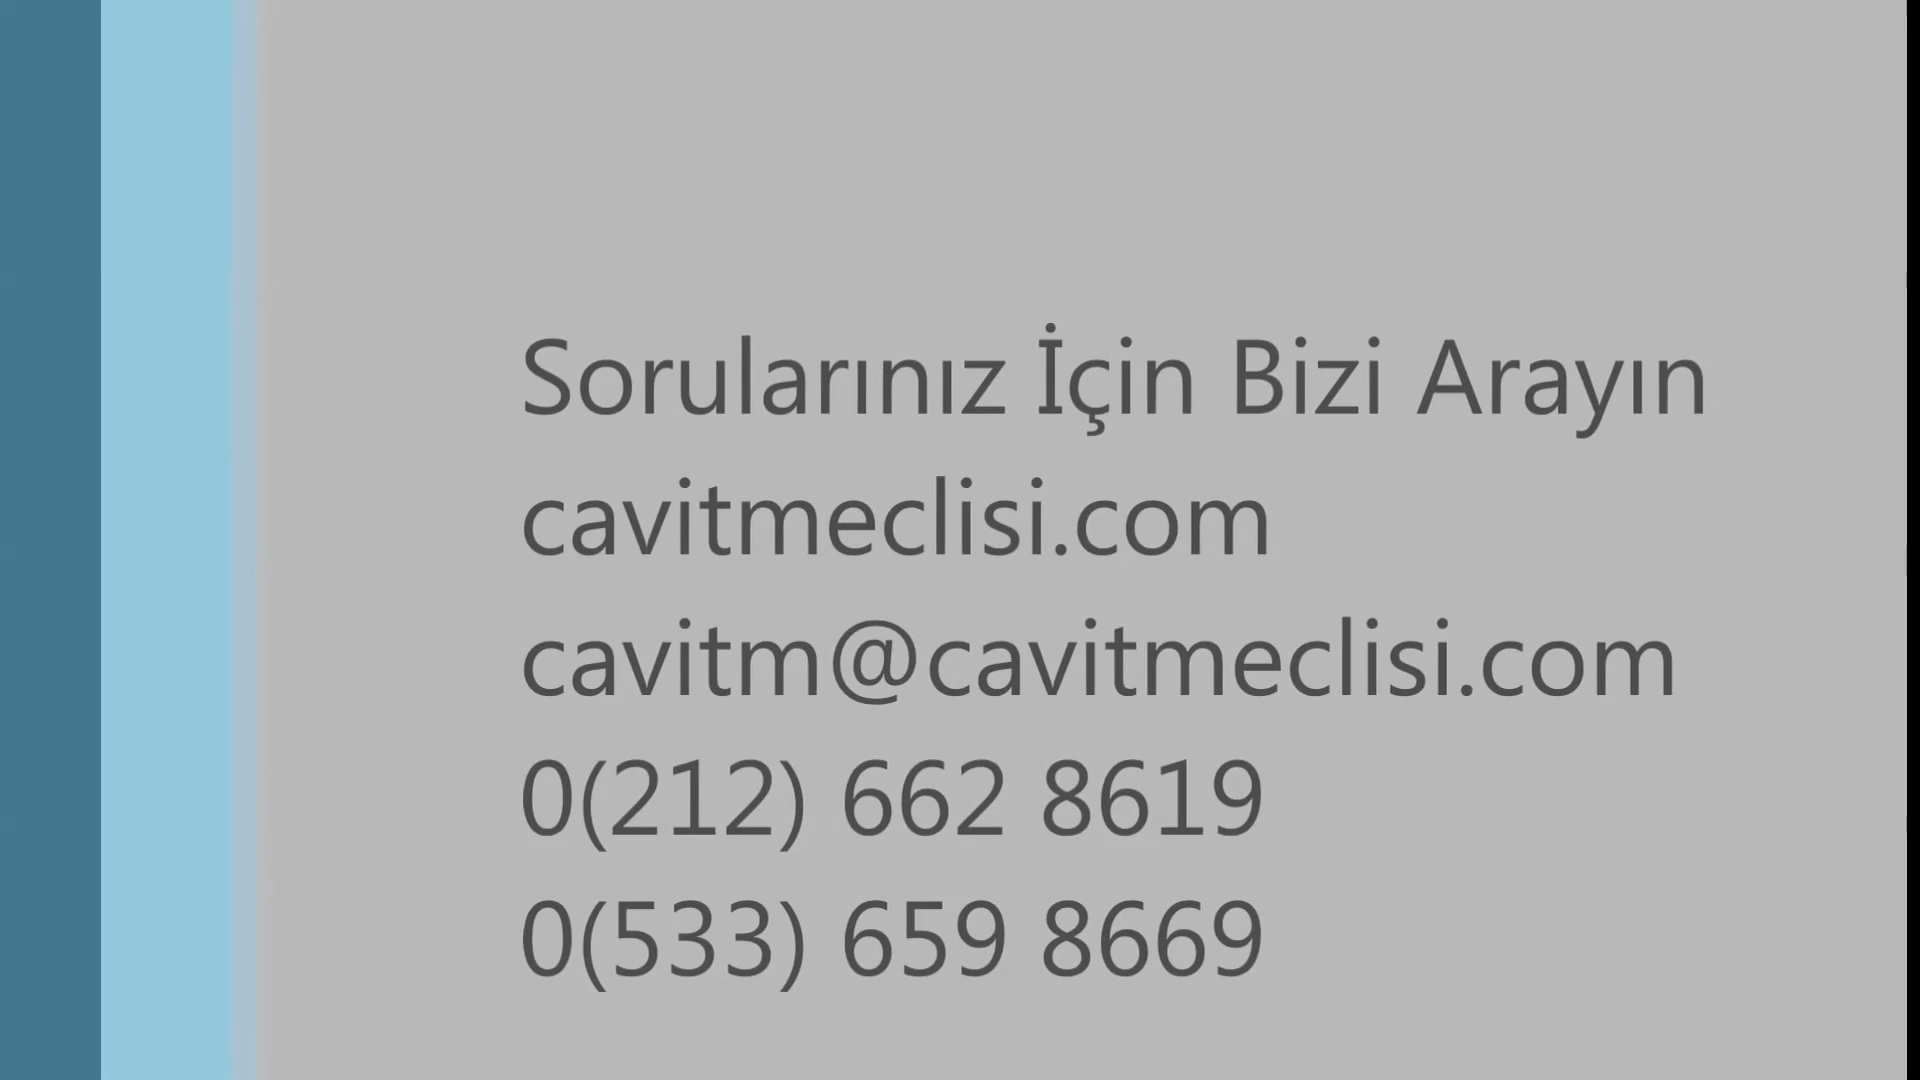 Sorularınız İçin Bizi Arayın
cavitmeclisi.com
cavitm@cavitmeclisi.com
0(212) 662 8619
0(533) 659 8669